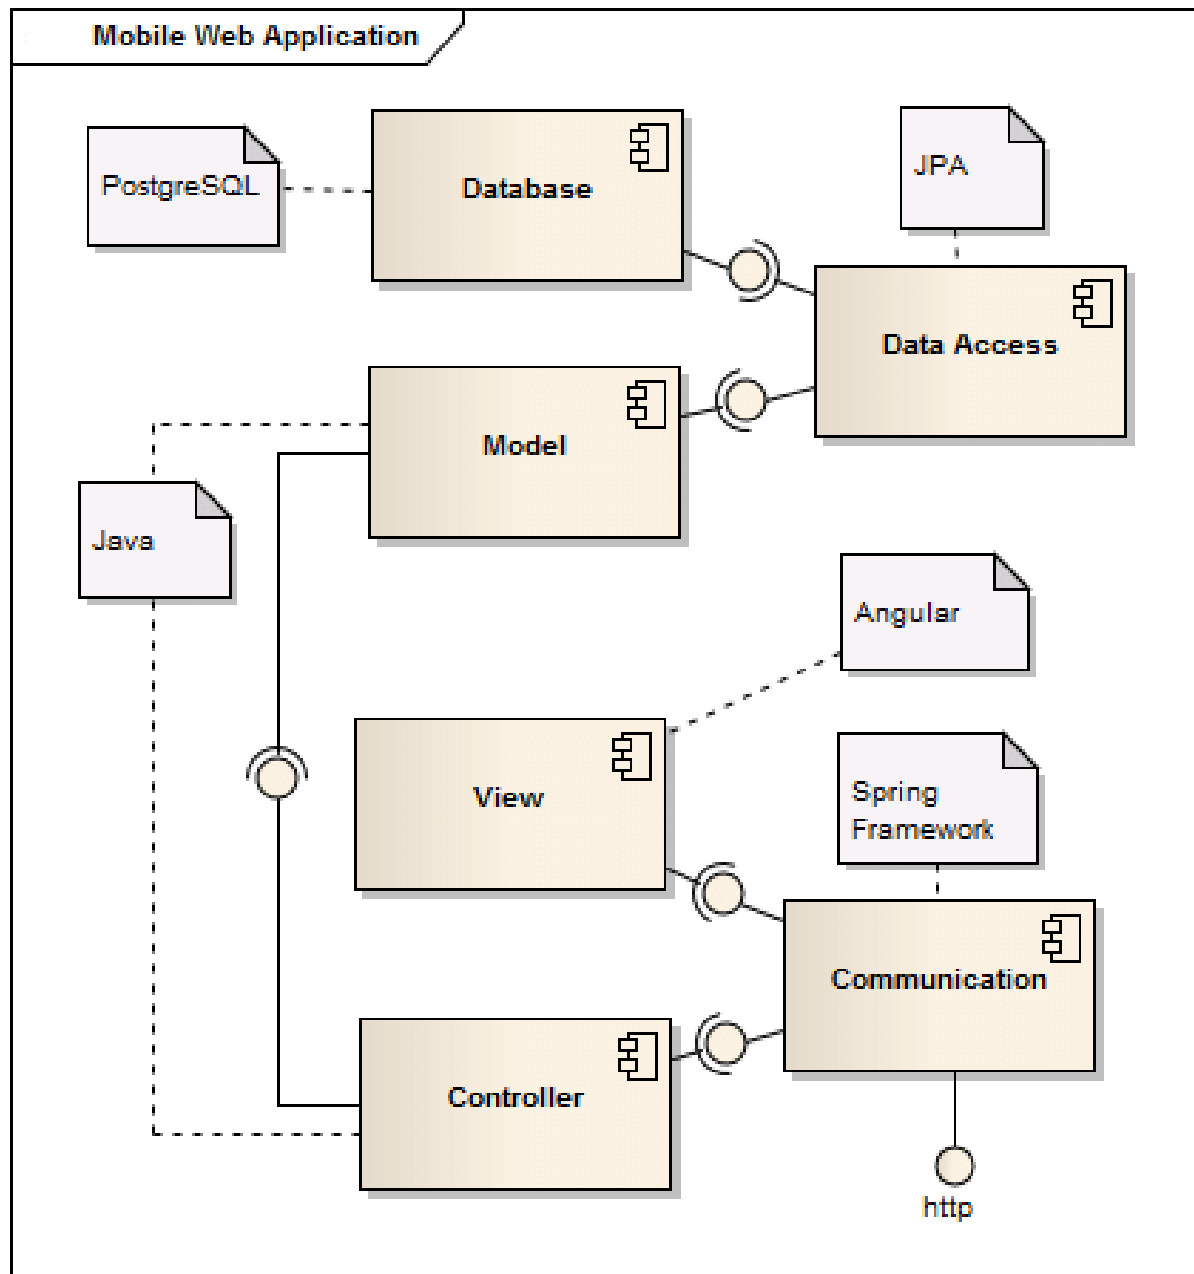 Mobile Web Application
PostgreSQL
Database
JPA
Data Access
Model
Java
Angular
View
Spring
Framework
Communication
Controller
http